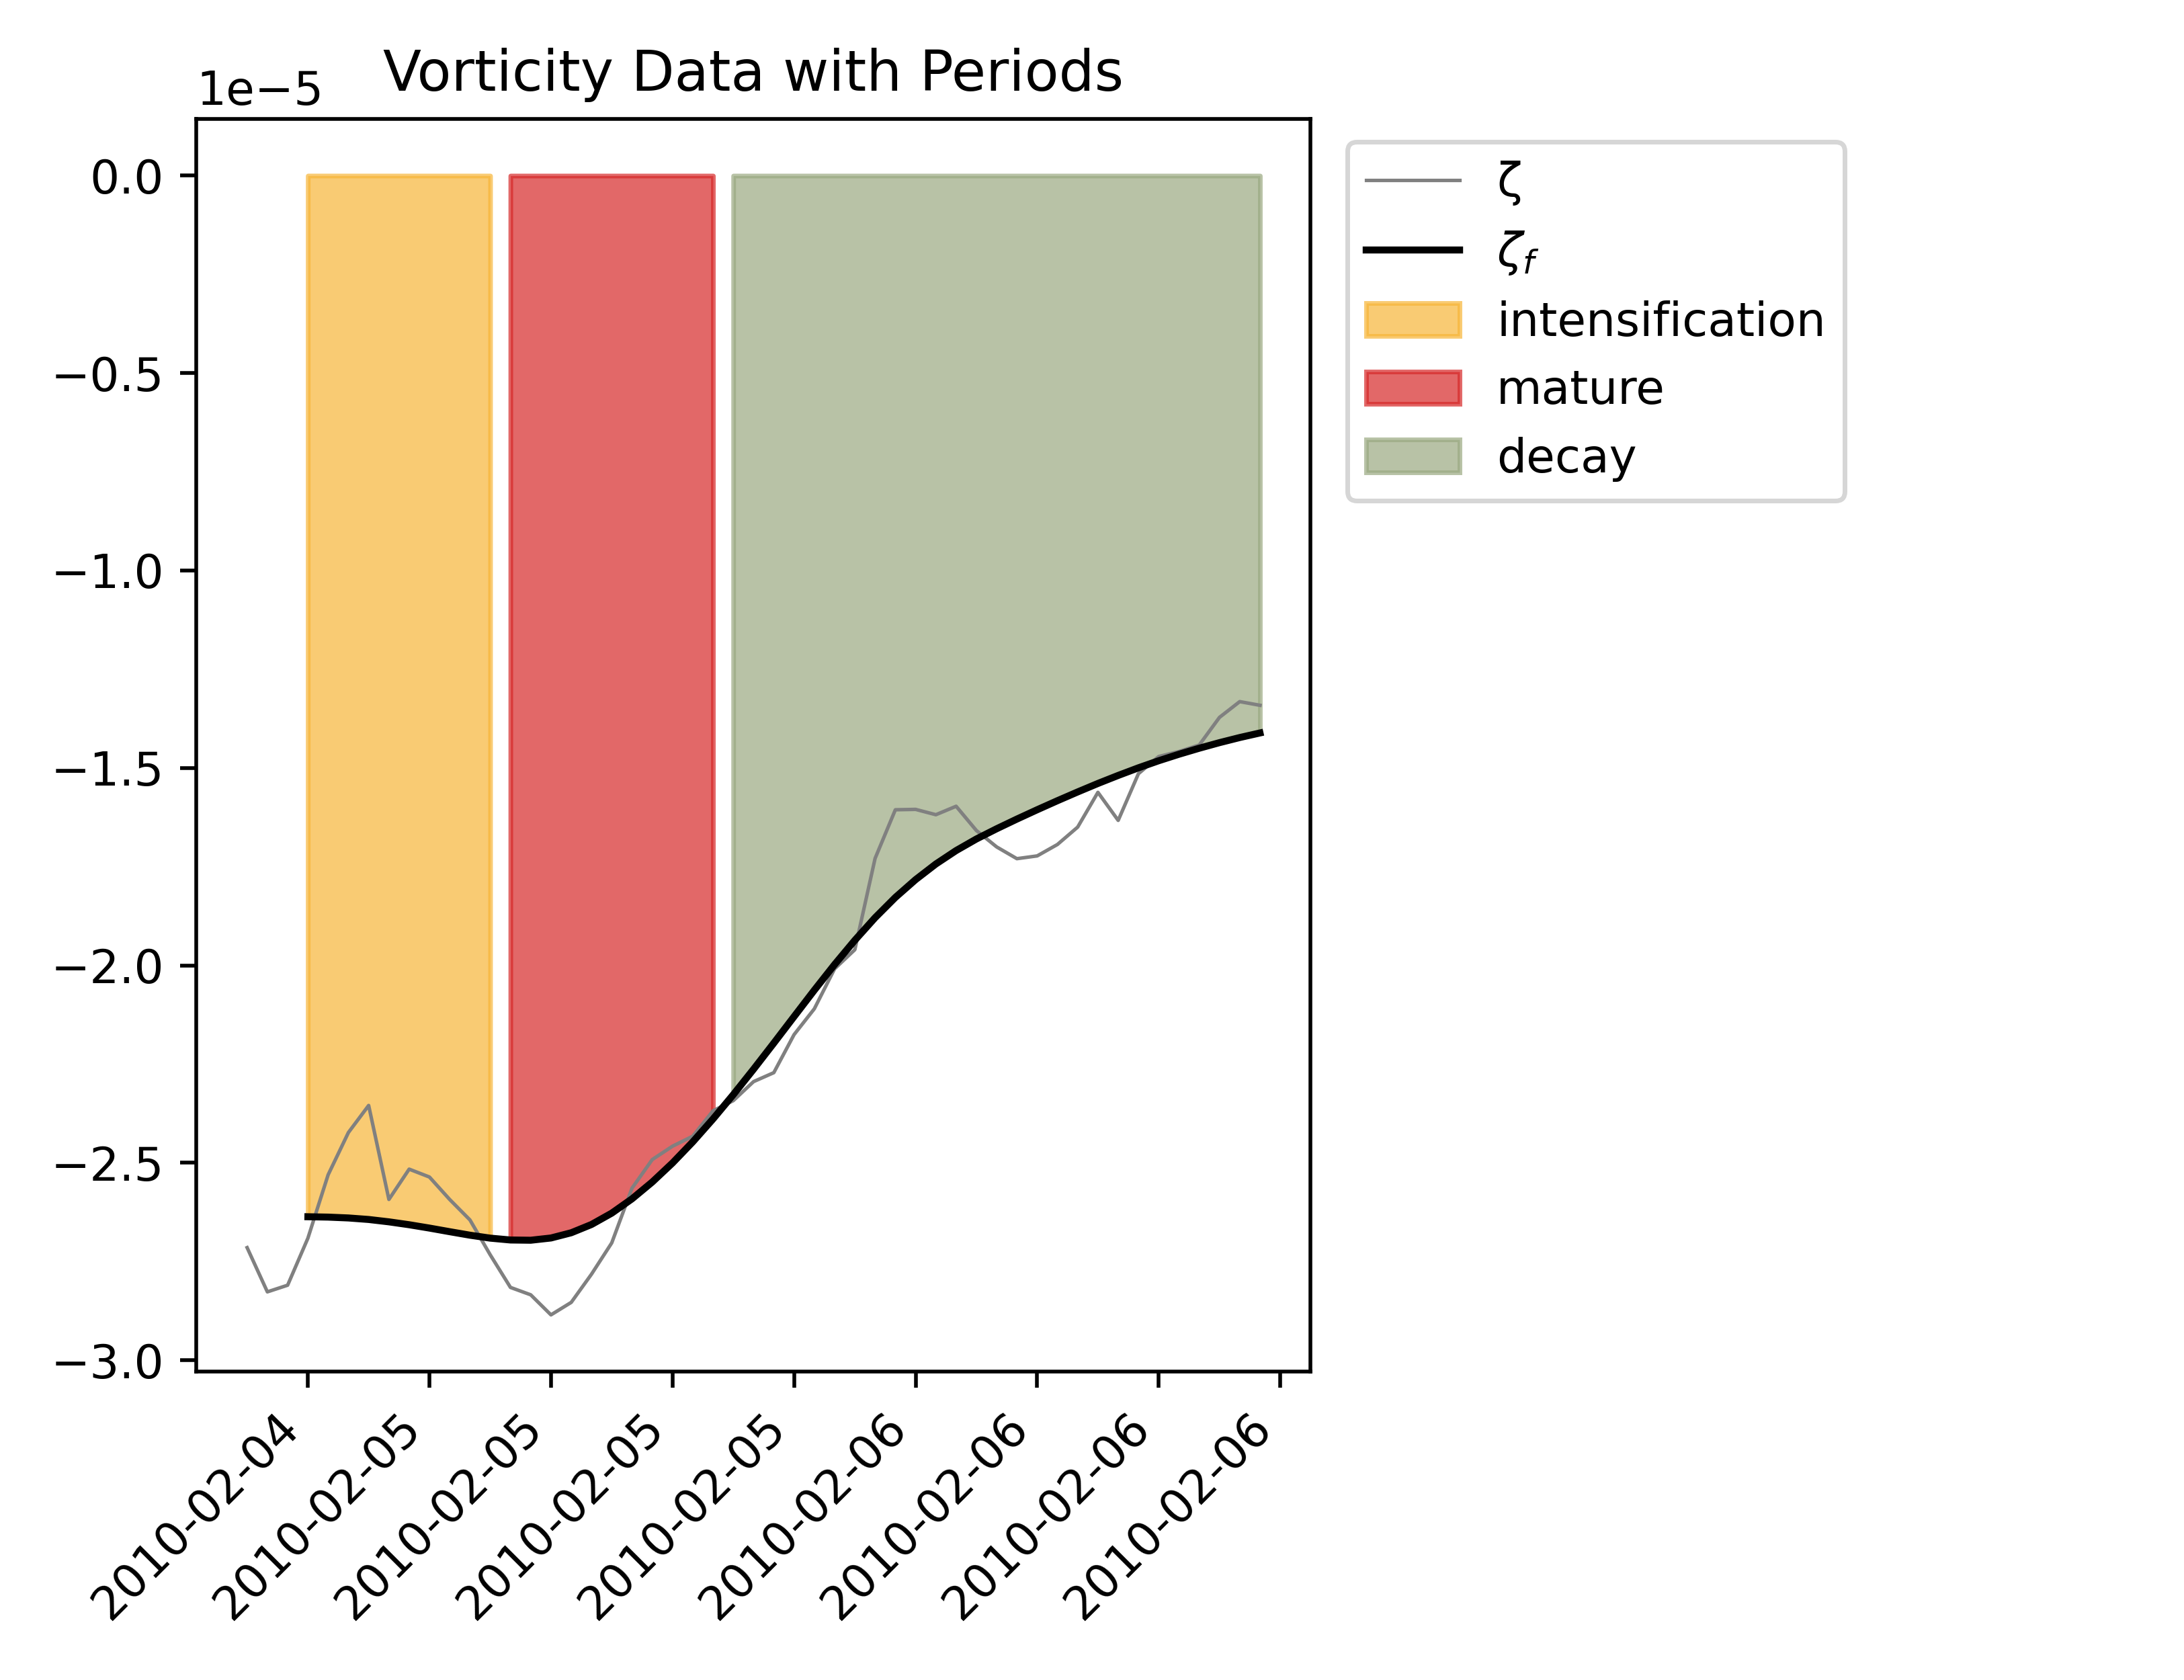 Vorticity Data with Periods
1e−5
0.0
−0.5
−1.0
−1.5
−2.0
−2.5
−3.0
2010-02-04
2010-02-05
2010-02-05
2010-02-05
2010-02-05
2010-02-06
2010-02-06
2010-02-06
2010-02-06
ζ
ζf
intensification
mature
decay